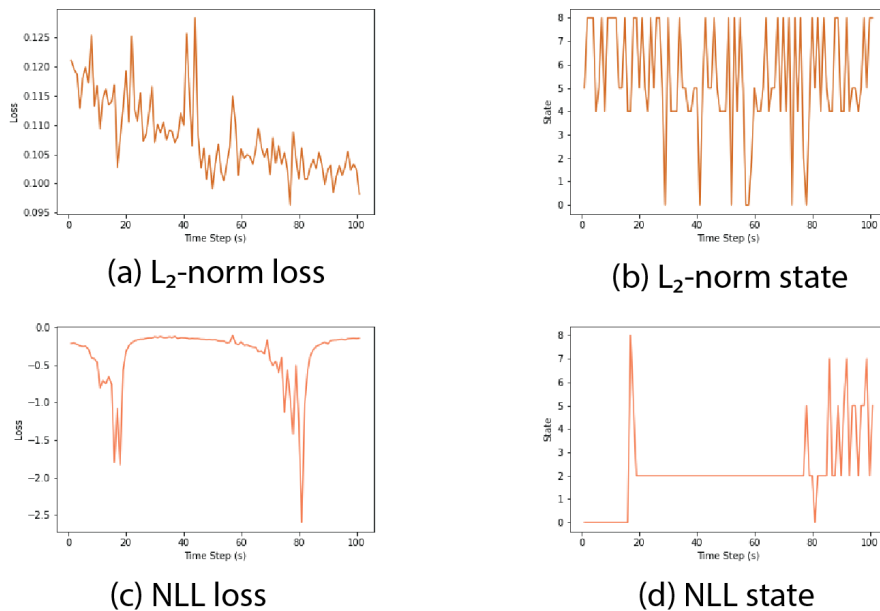 Loss
0.125
0.120
0.115
0.110
0.105
0.100
0.095
0 20 40 60 80 100
Time Step (s)
(a) L₂-norm loss
State
8
7
6
5
4
3
2
1
0
0 20 40 60 80 100
Time Step (s)
(b) L₂-norm state
Loss
0.0
−0.5
−1.0
−1.5
−2.0
−2.5
0 20 40 60 80 100
Time Step (s)
(c) NLL loss
State
8
7
6
5
4
3
2
1
0
0 20 40 60 80 100
Time Step (s)
(d) NLL state